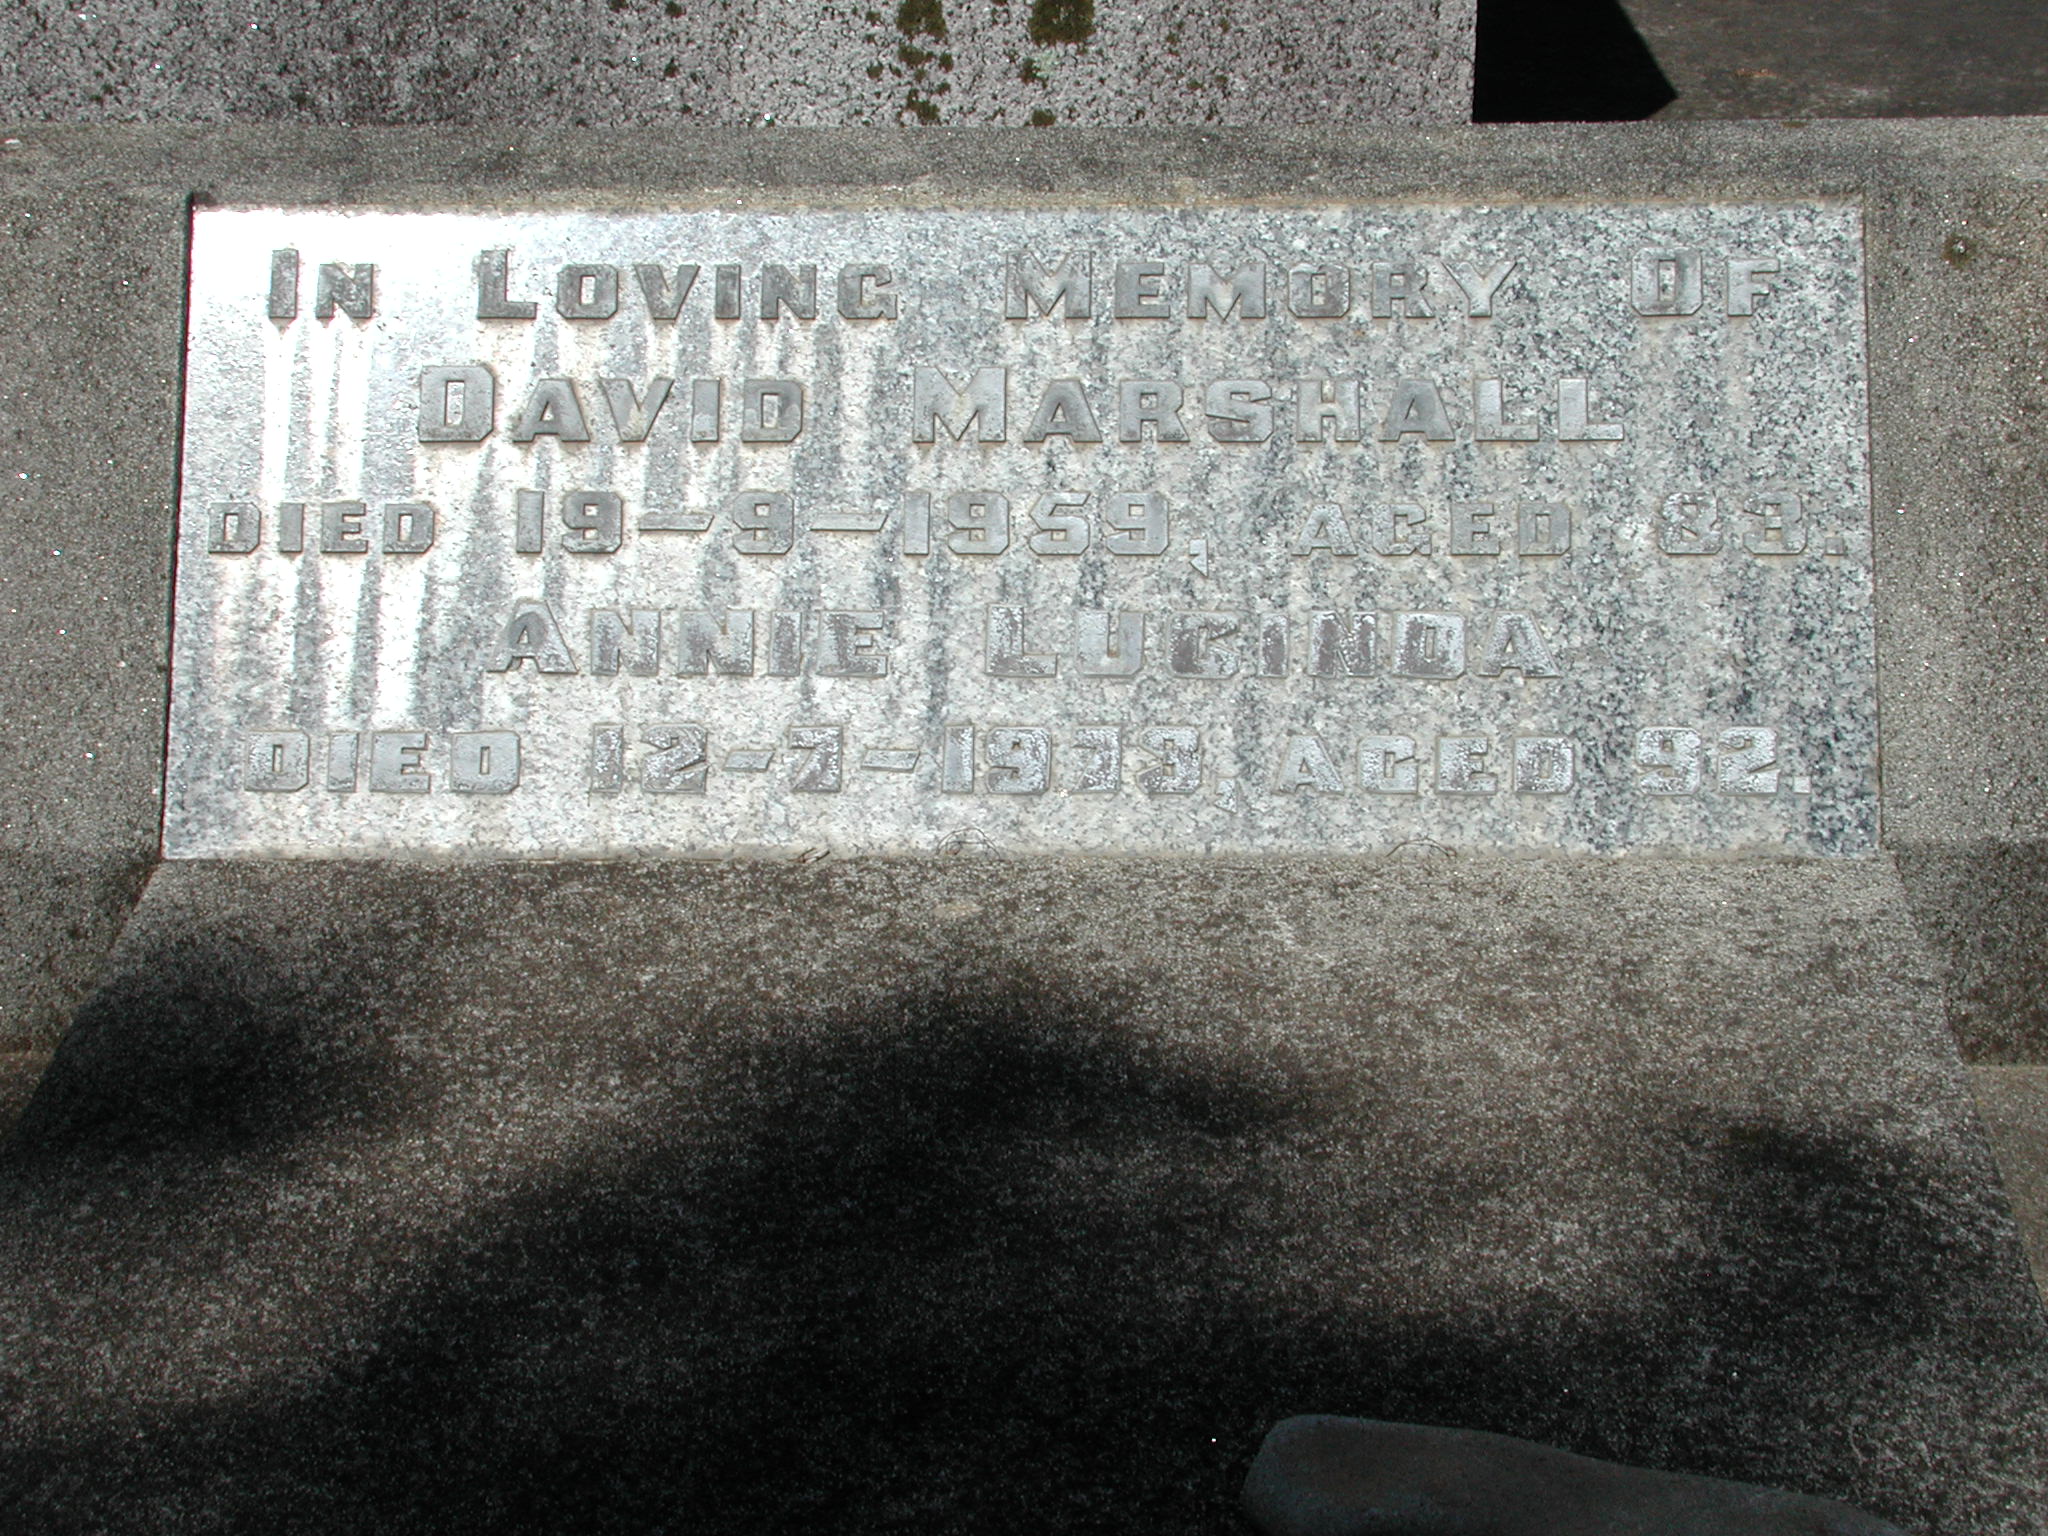 In Loving Memory Of
David Marshall
DIED 19-9-1959, AGED 83.
Annie Lucinda
DIED 12-7-1973, AGED 92.